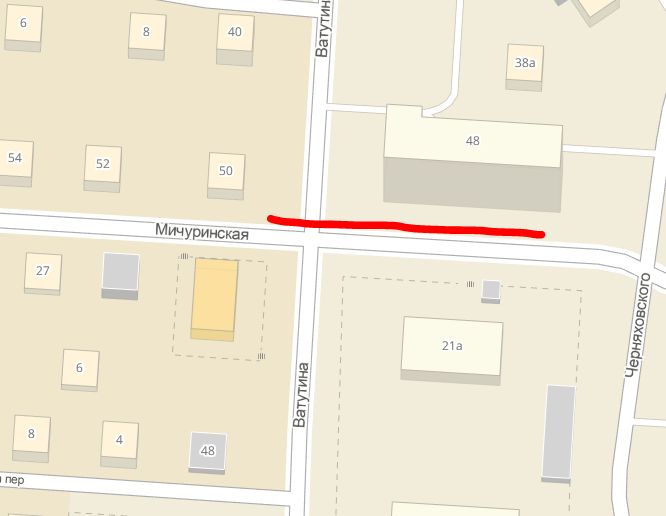 6
8
40
Ватутин
38а
48
54
52
50
Мичуринская
27
Черняховского
21а
6
Ватутина
8
4
48
пер